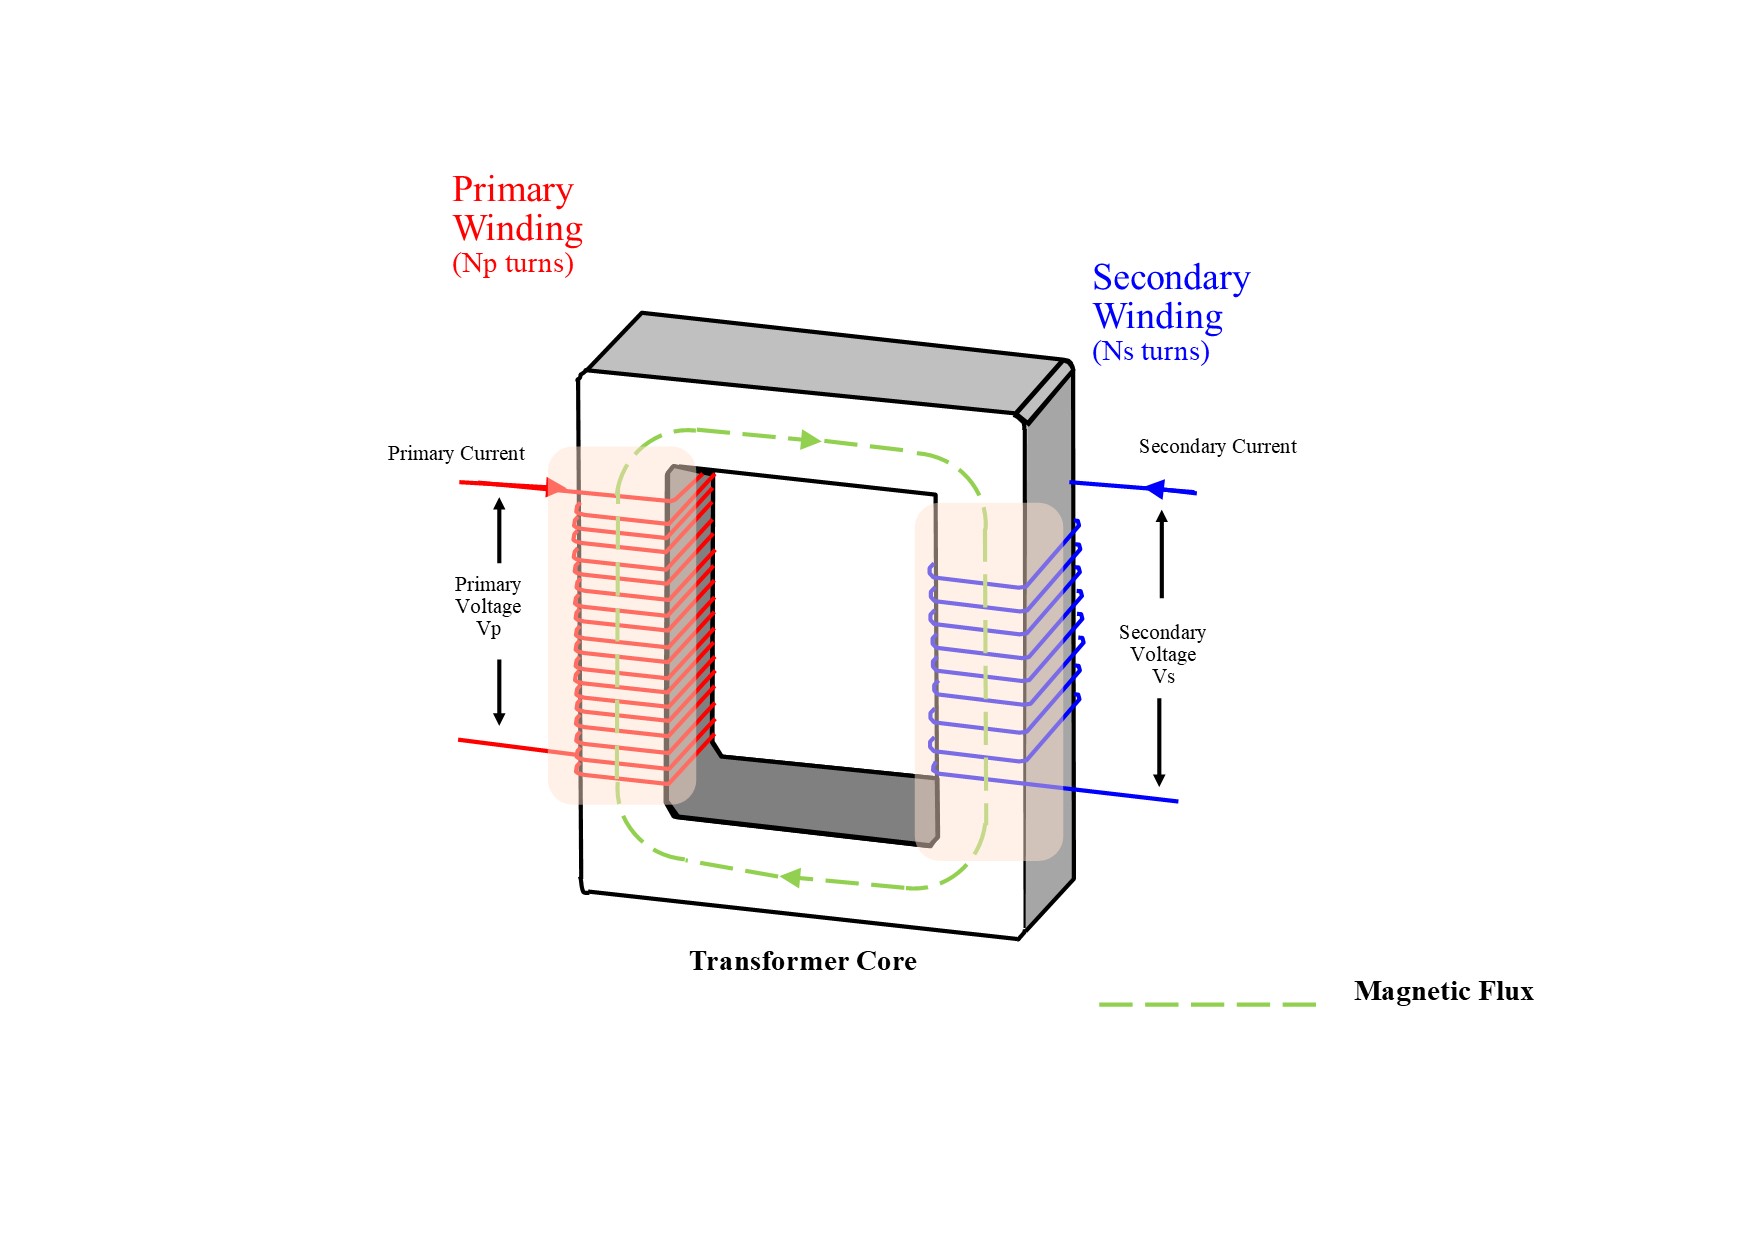 Primary
Winding
(Np turns)
Secondary
Winding
(Ns turns)
Primary Current
Secondary Current
Primary
Voltage
Vp
Secondary
Voltage
Vs
Transformer Core
Magnetic Flux